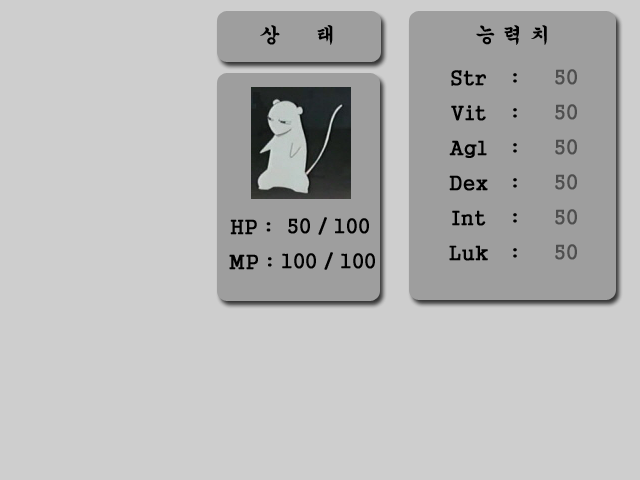 상 태
HP : 50 / 100
MP : 100 / 100
능 력 치
Str : 50
Vit : 50
Agl : 50
Dex : 50
Int : 50
Luk : 50